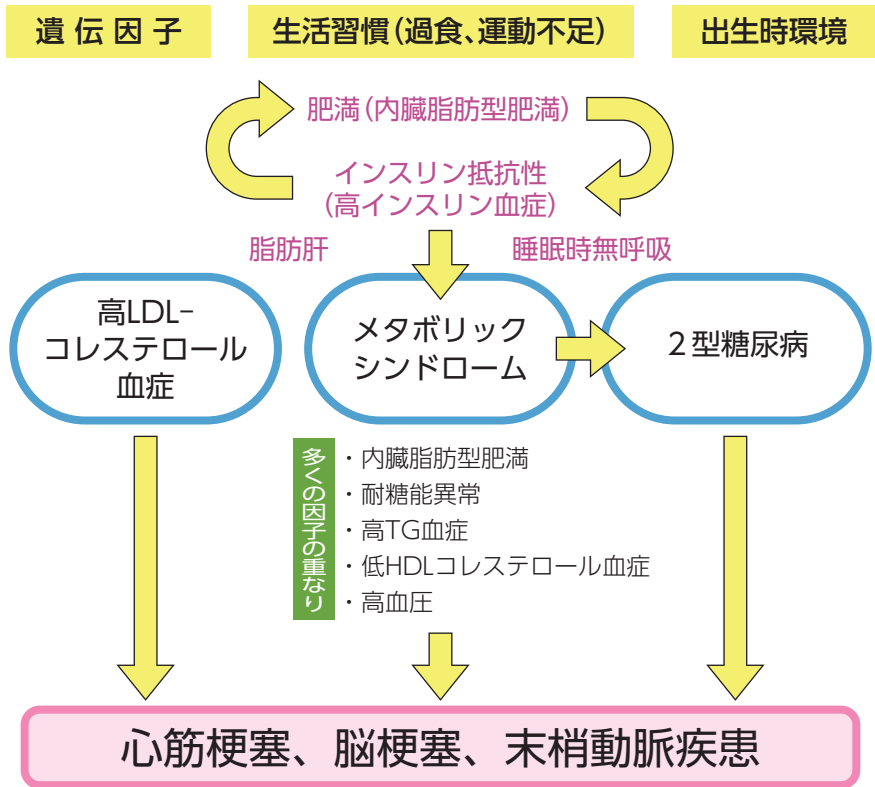 遺伝因子
生活習慣(過食、運動不足)
出生時環境
肥満(内臓脂肪型肥満)
インスリン抵抗性
(高インスリン血症)
脂肪肝
睡眠時無呼吸
高LDL-
コレステロール
血症
メタボリック
シンドローム
2型糖尿病
多くの因子の重なり
・内臓脂肪型肥満
・耐糖能異常
・高TG血症
・低HDLコレステロール血症
・高血圧
心筋梗塞、脳梗塞、末梢動脈疾患